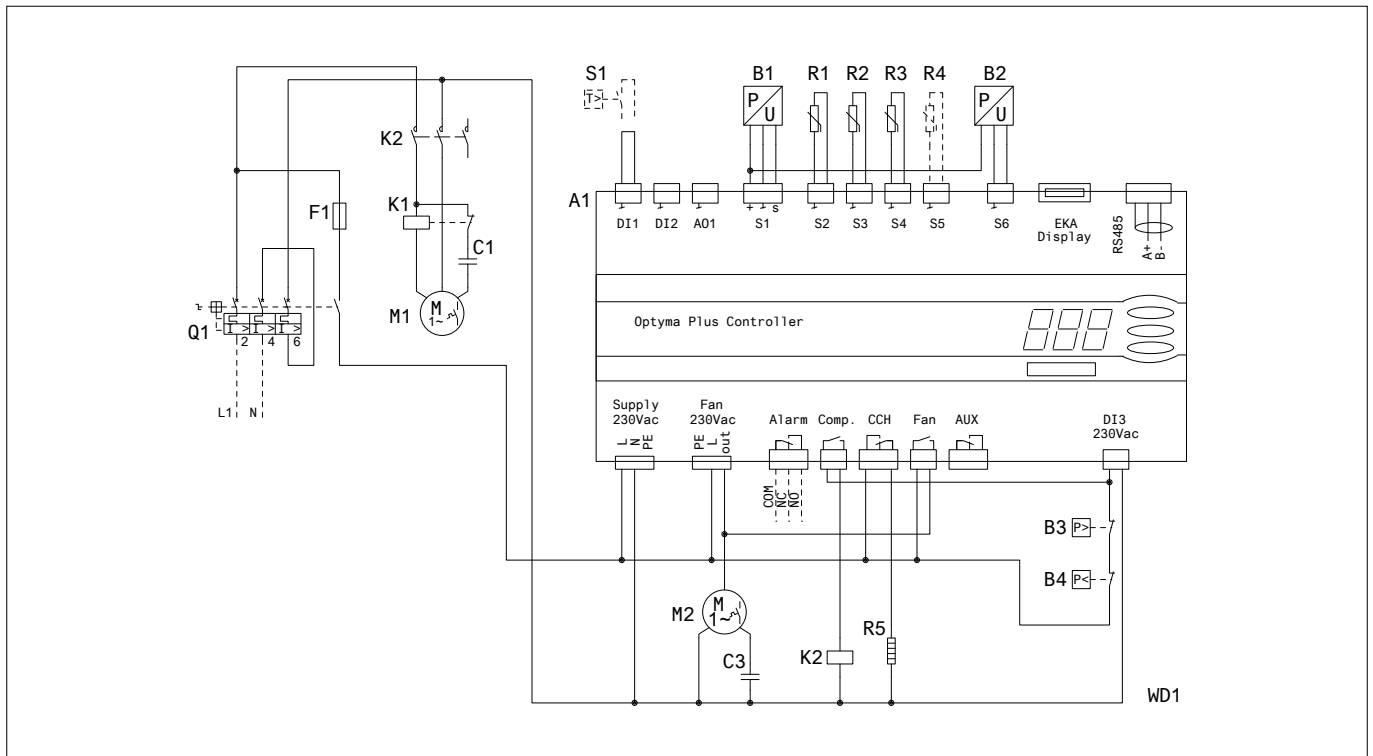 S1
B1
R1
R2
R3
R4
B2
T>
P
U
P
U
K2
A1
K1
F1
+
s
DI1
DI2
AO1
S1
S2
S3
S4
S5
S6
EKA
Display
RS485
A+
B-
C1
M
1~
M1
Optyma Plus Controller
Q1
I >
I >
I >
2
4
6
L1
N
Supply
230Vac
Fan
230Vac
Alarm
Comp.
CCH
Fan
AUX
DI3
230Vac
L
N
PE
PE
L
out
COM
NC
NO
B3
P>
B4
P<
M2
M
1~
C3
K2
R5
WD1